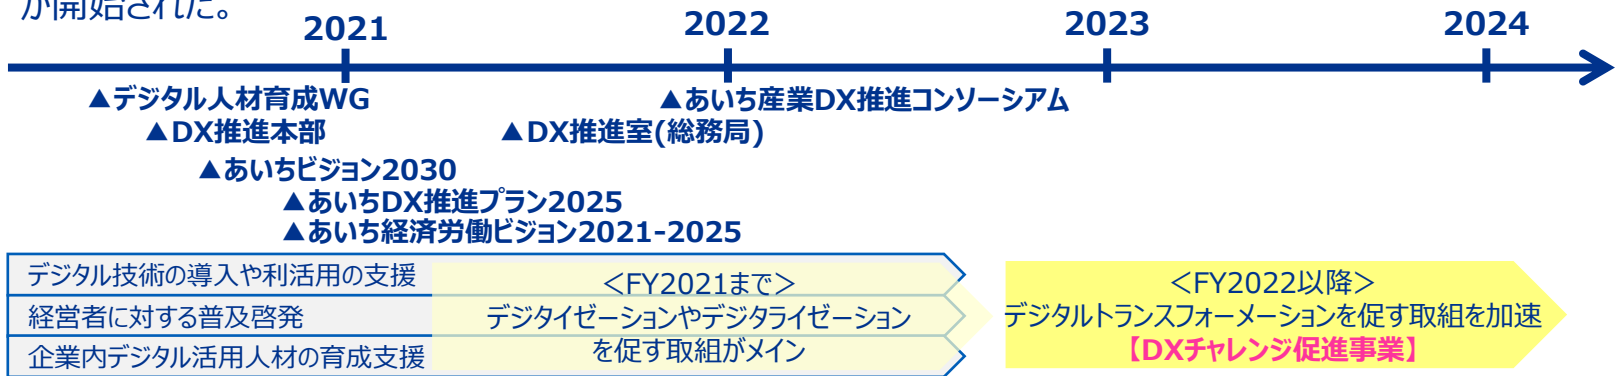 が開始された。
2021 2022 2023 2024
▲デジタル人材育成WG ▲あいち産業DX推進コンソーシアム
▲DX推進本部 ▲DX推進室(総務局)
▲あいちビジョン2030
▲あいちDX推進プラン2025
▲あいち経済労働ビジョン2021-2025
デジタル技術の導入や利活用の支援
経営者に対する普及啓発
企業内デジタル活用人材の育成支援
<FY2021まで>
デジタイゼーションやデジタライゼーション
を促す取組がメイン
<FY2022以降>
デジタルトランスフォーメーションを促す取組を加速
【DXチャレンジ促進事業】